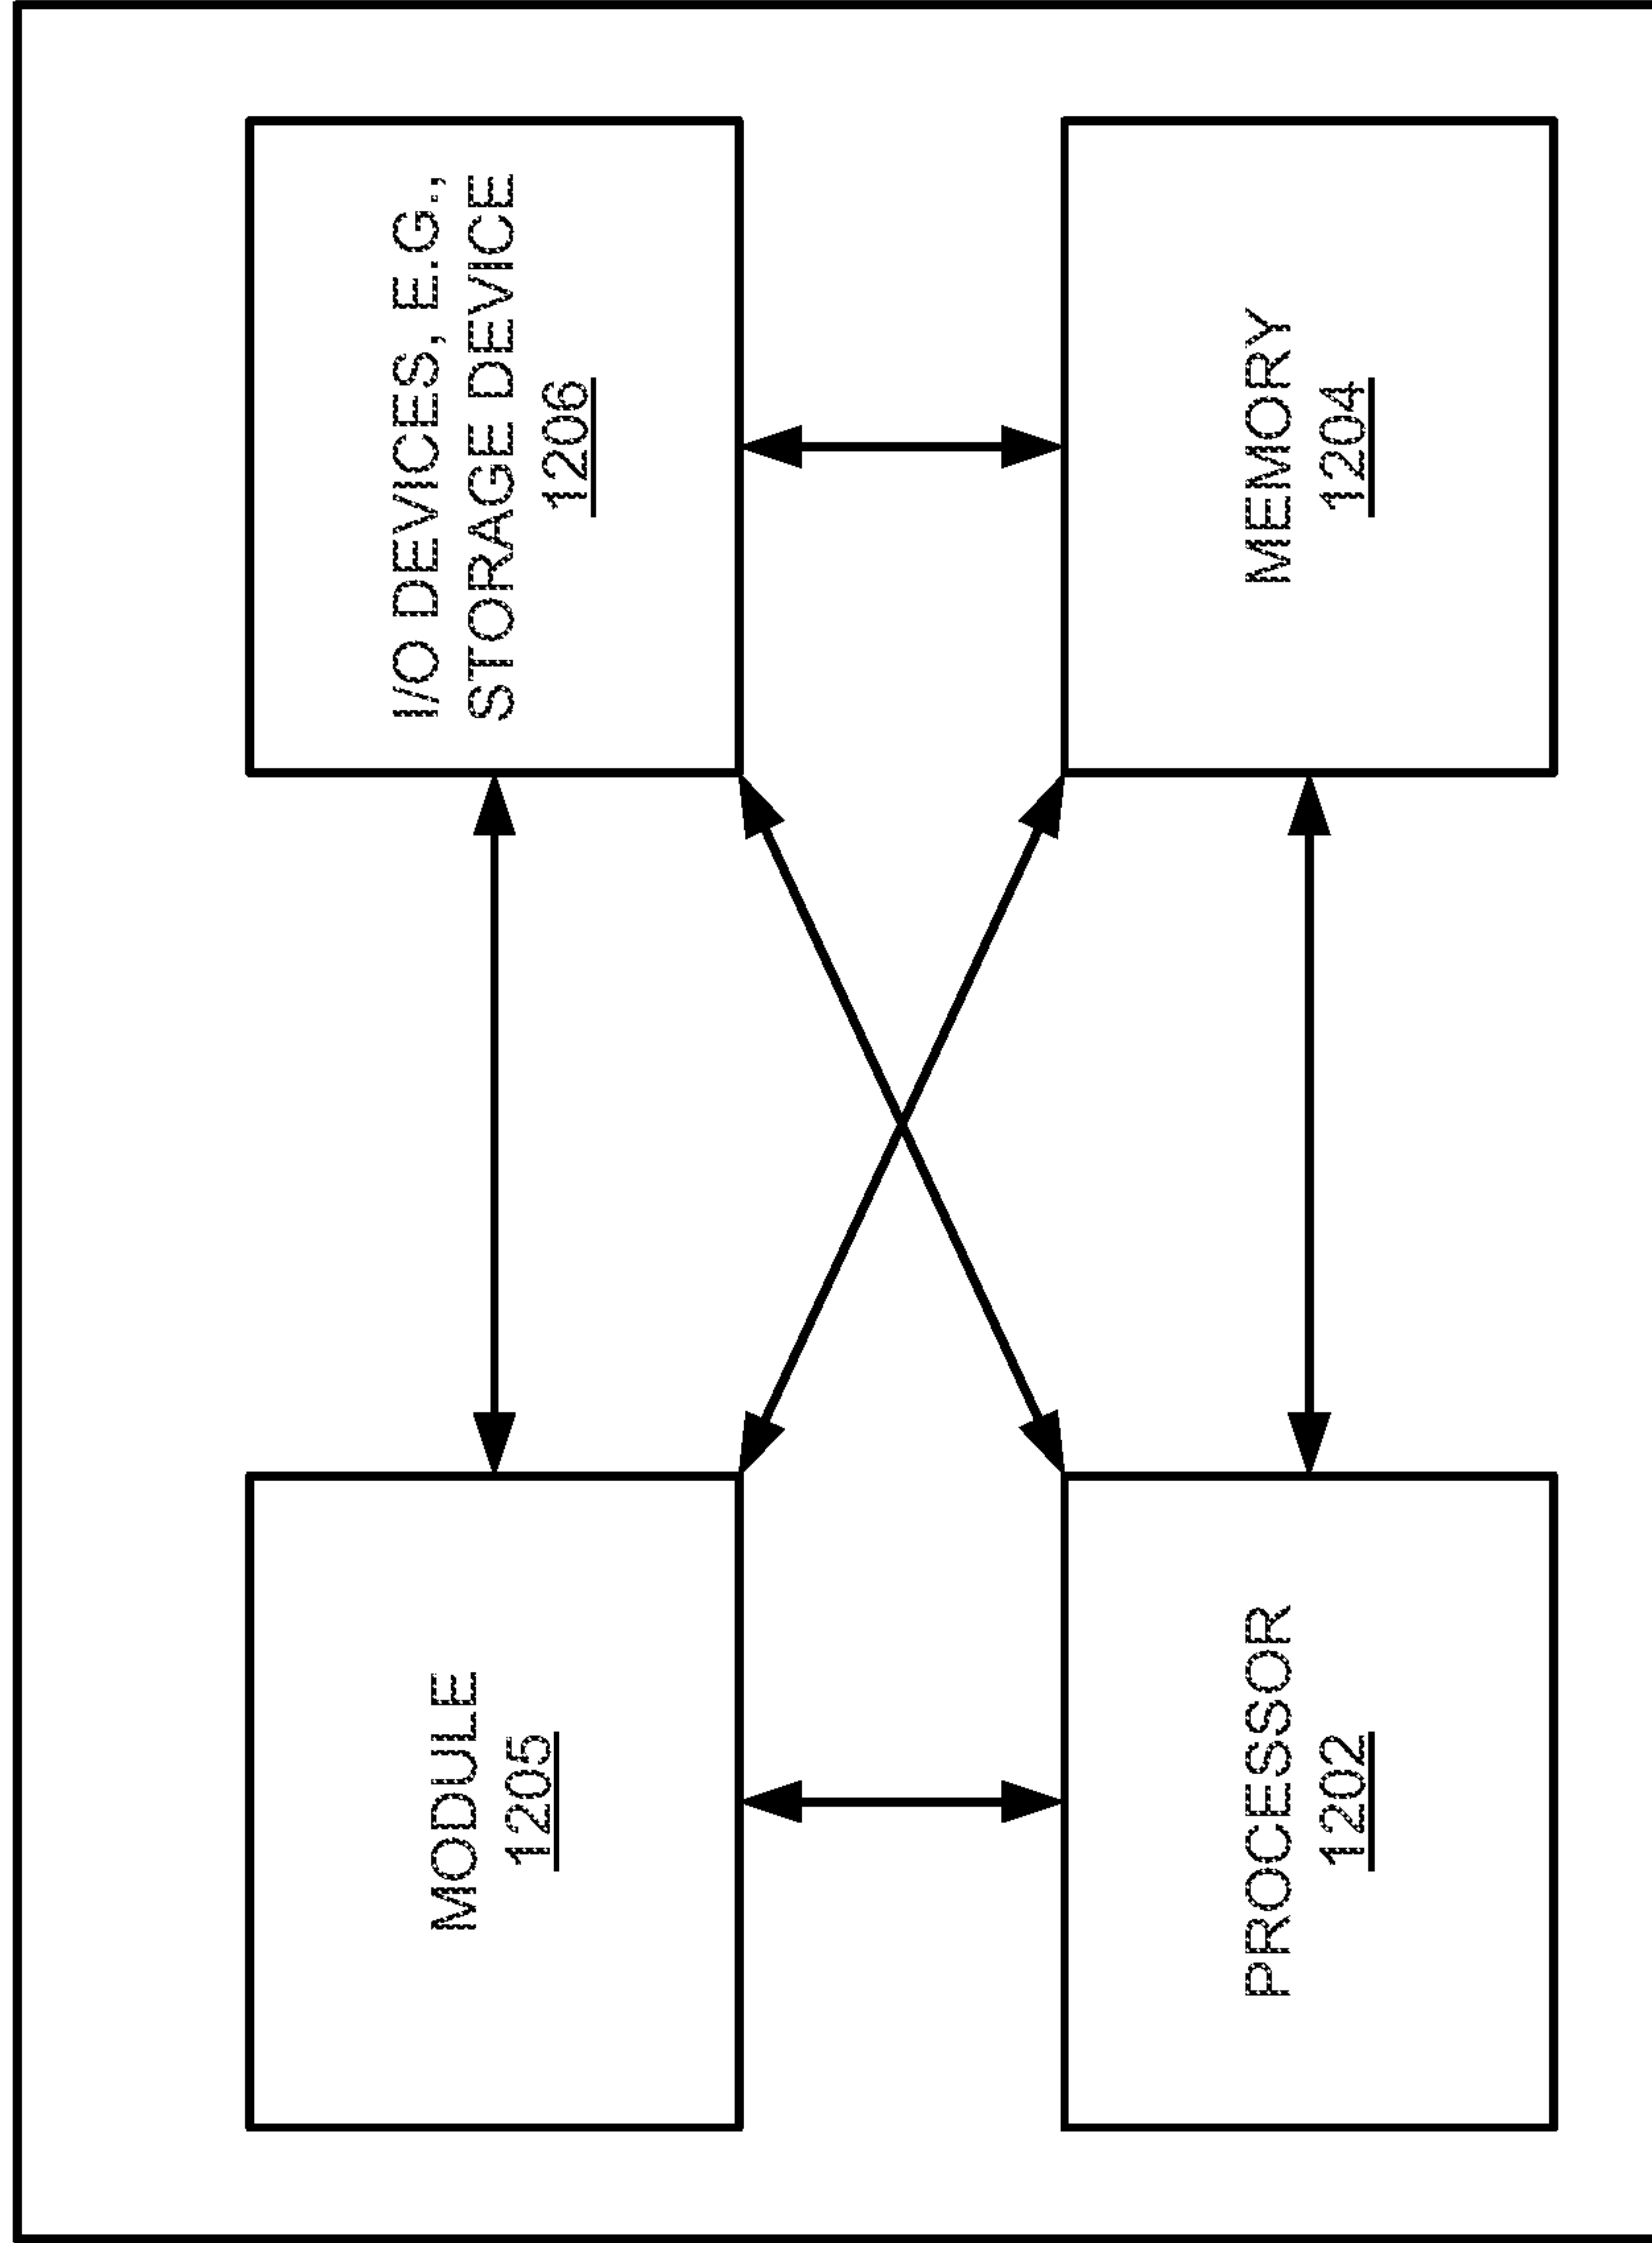 MODULE
1205
I/O DEVICES, E.G.,
STORAGE DEVICE
1206
PROCESSOR
1202
MEMORY
1204